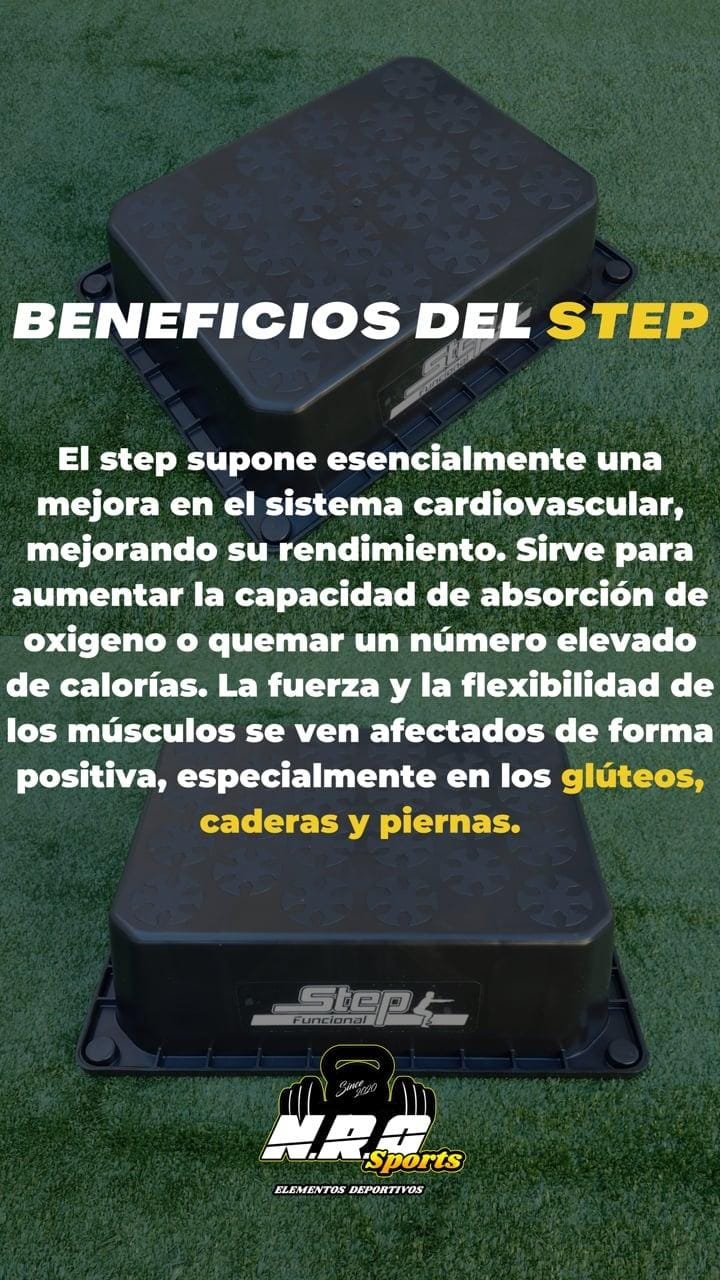 BENEFICIOS DEL STEP
Step
Funcional
El step supone esencialmente una
mejora en el sistema cardiovascular,
mejorando su rendimiento. Sirve para
aumentar la capacidad de absorción de
oxigeno o quemar un número elevado
de calorías. La fuerza y la flexibilidad de
los músculos se ven afectados de forma
positiva, especialmente en los glúteos,
caderas y piernas.
Step
Funcional
Since
2020
N.R.G
Sports
ELEMENTOS DEPORTIVOS